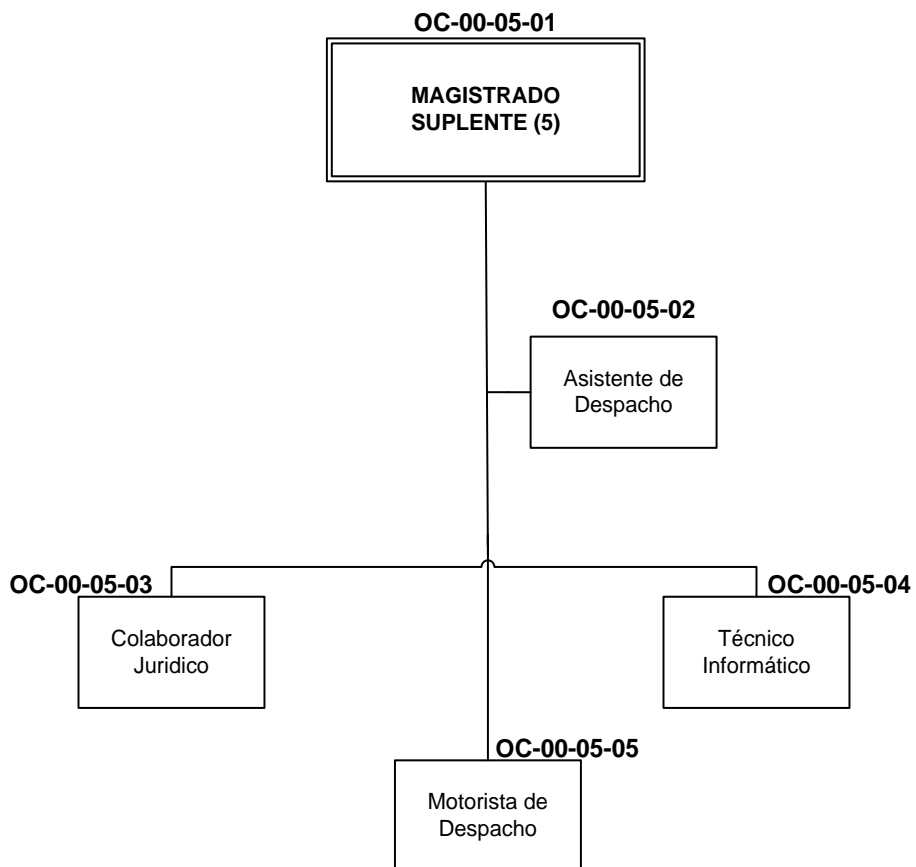 OC-00-05-01
MAGISTRADO
SUPLENTE (5)
OC-00-05-02
Asistente de
Despacho
OC-00-05-03
Colaborador
Juridico
OC-00-05-04
Técnico
Informático
OC-00-05-05
Motorista de
Despacho